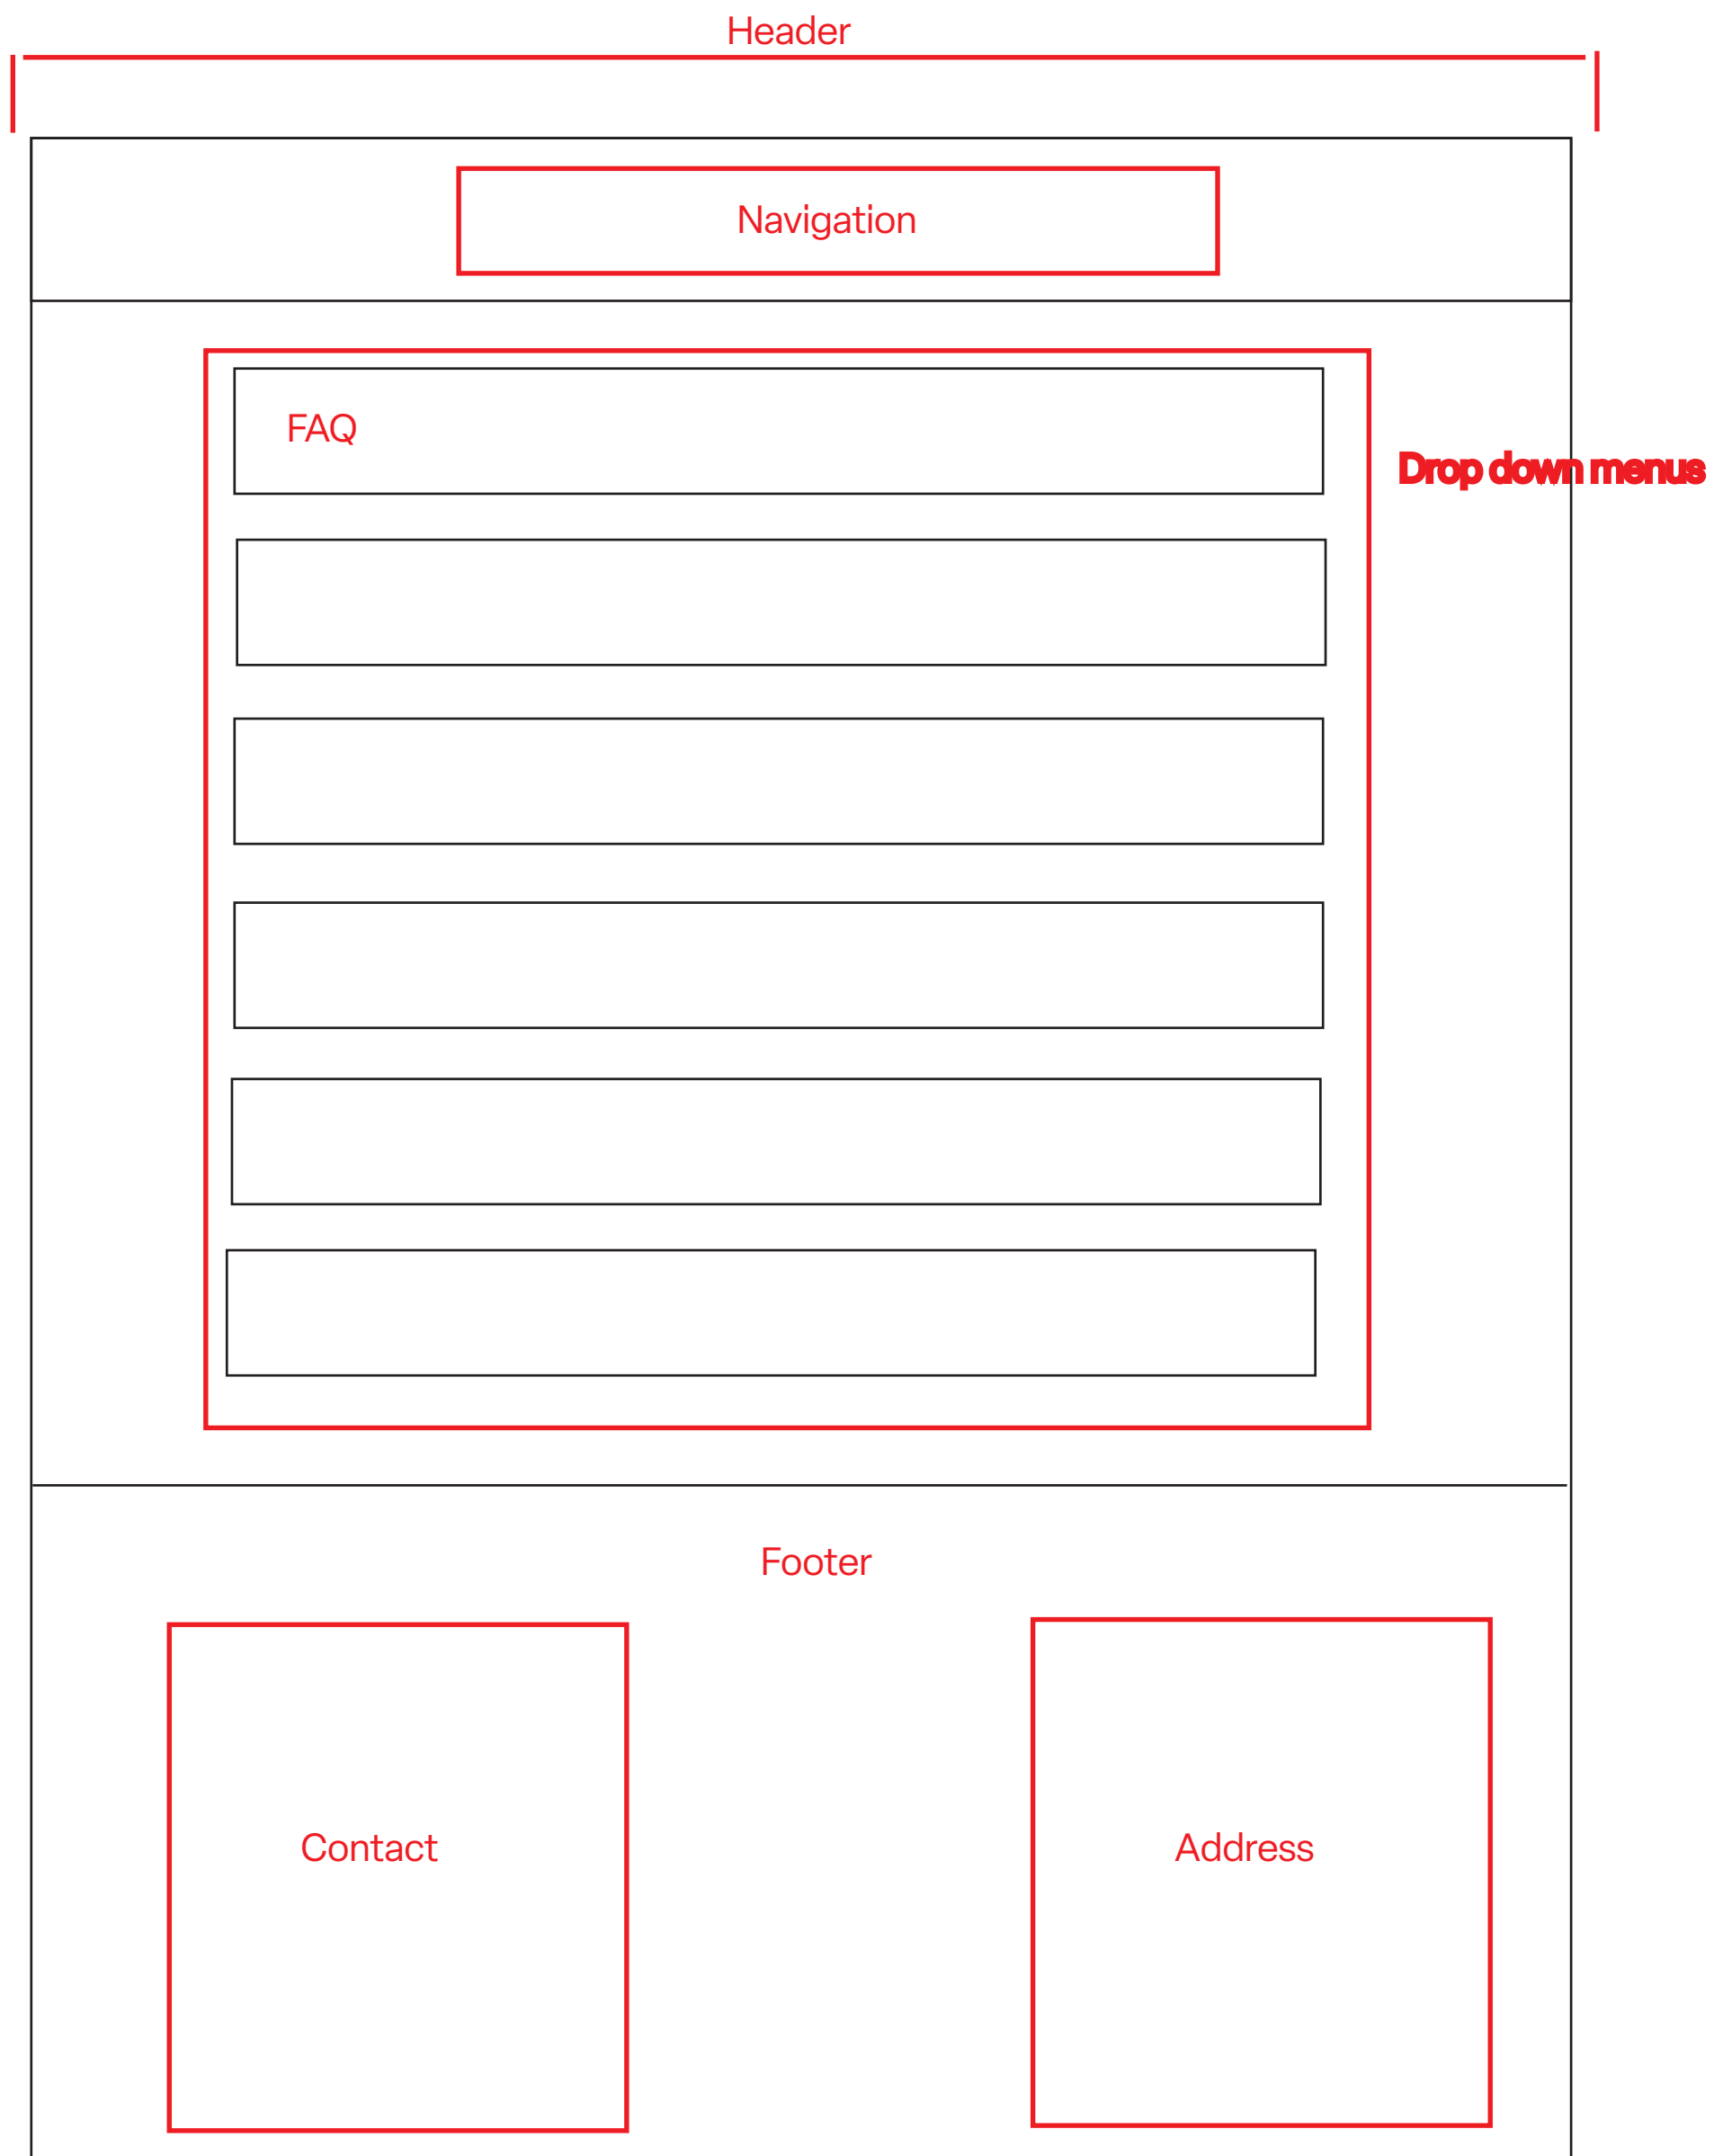 Header
Navigation
FAQ
Drop down menus
Footer
Contact
Address